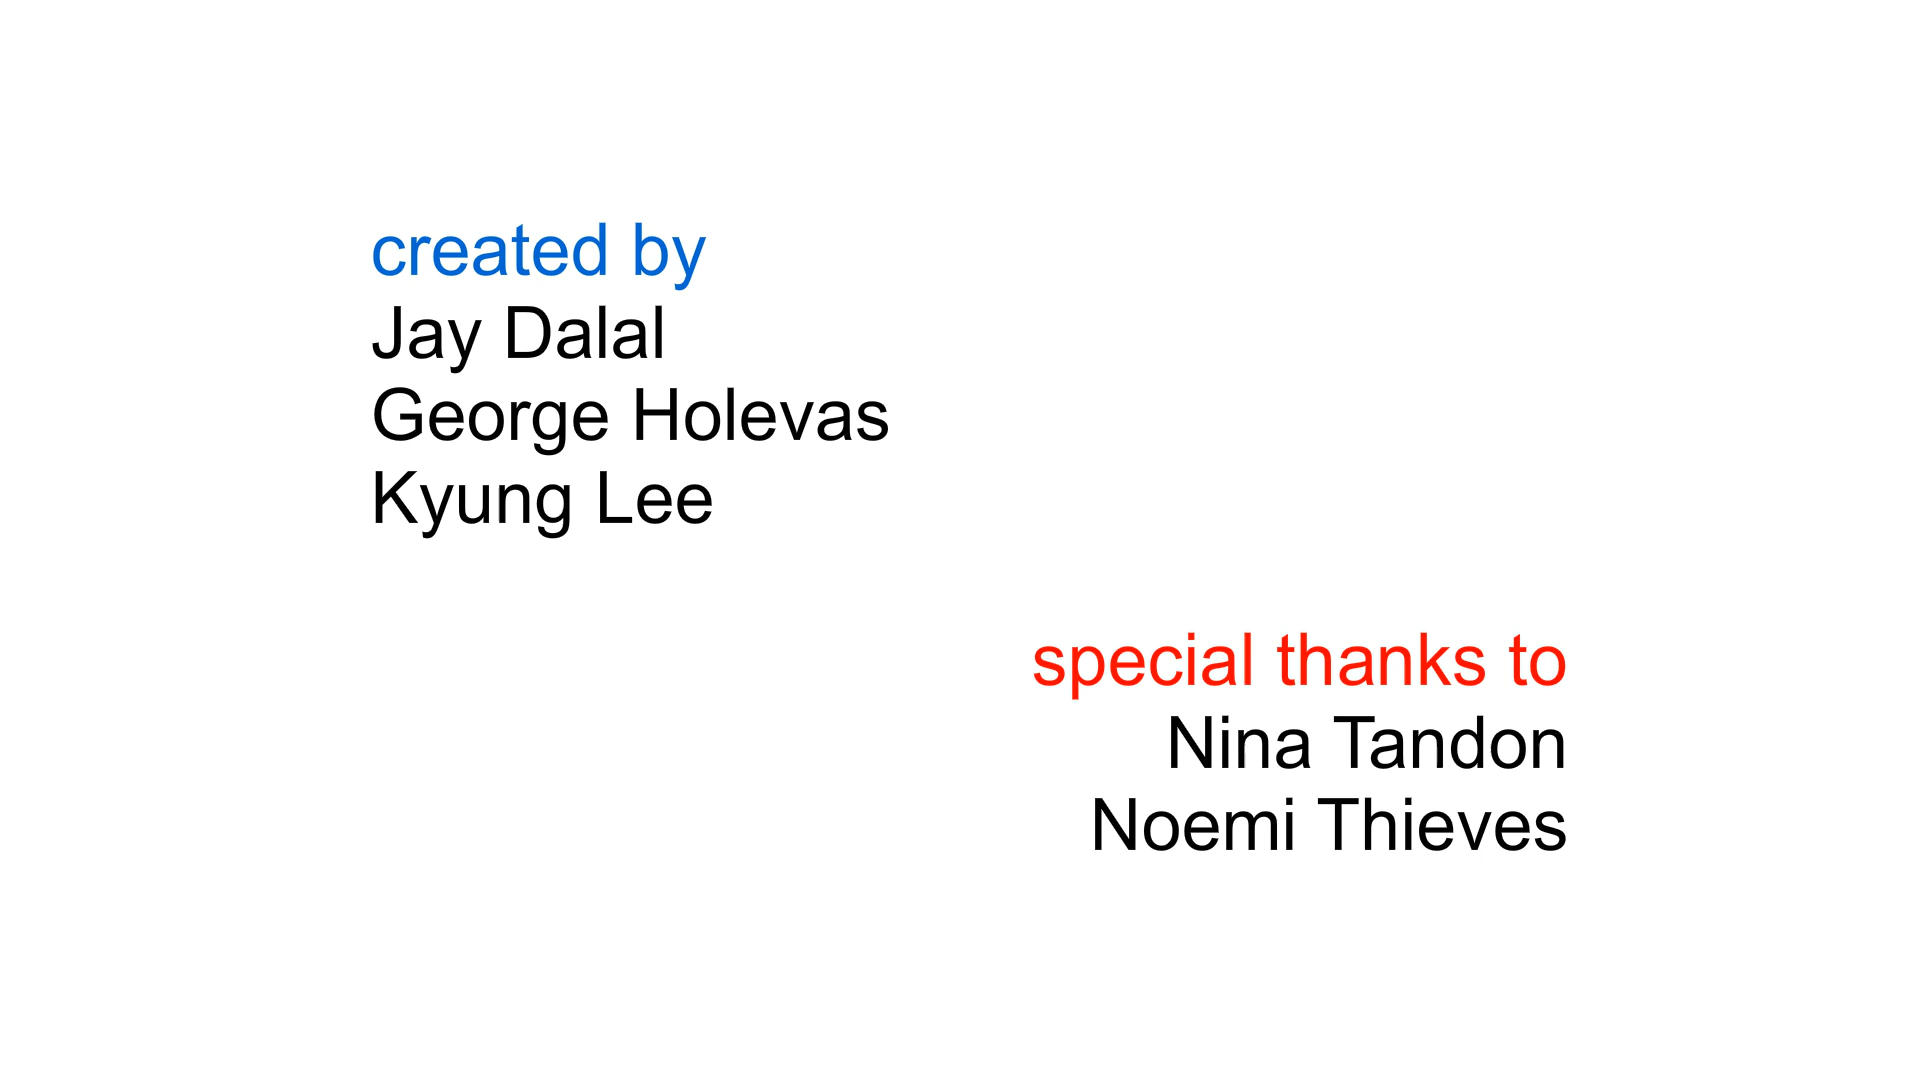 created by
Jay Dalal
George Holevas
Kyung Lee
special thanks to
Nina Tandon
Noemi Thieves